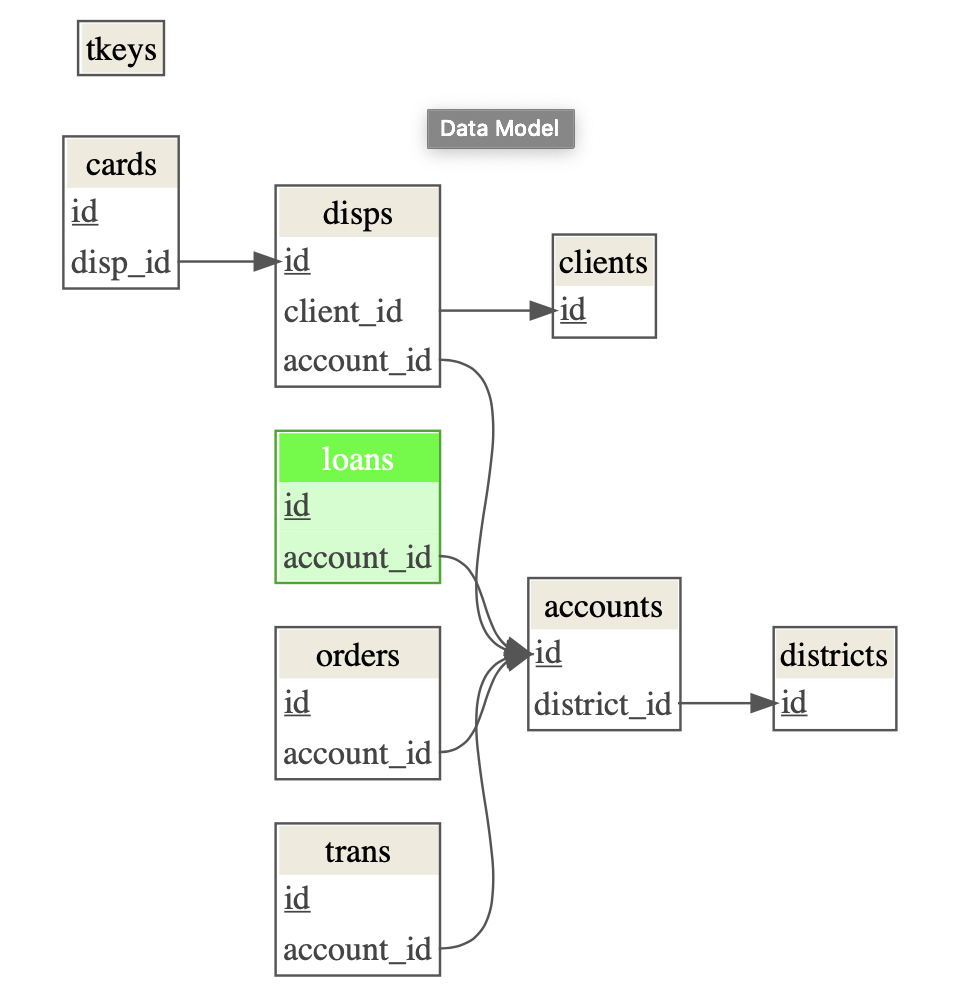 tkeys
Data Model
cards
id
disp_id
disps
id
client_id
account_id
clients
id
loans
id
account_id
orders
id
account_id
accounts
id
district_id
districts
id
trans
id
account_id